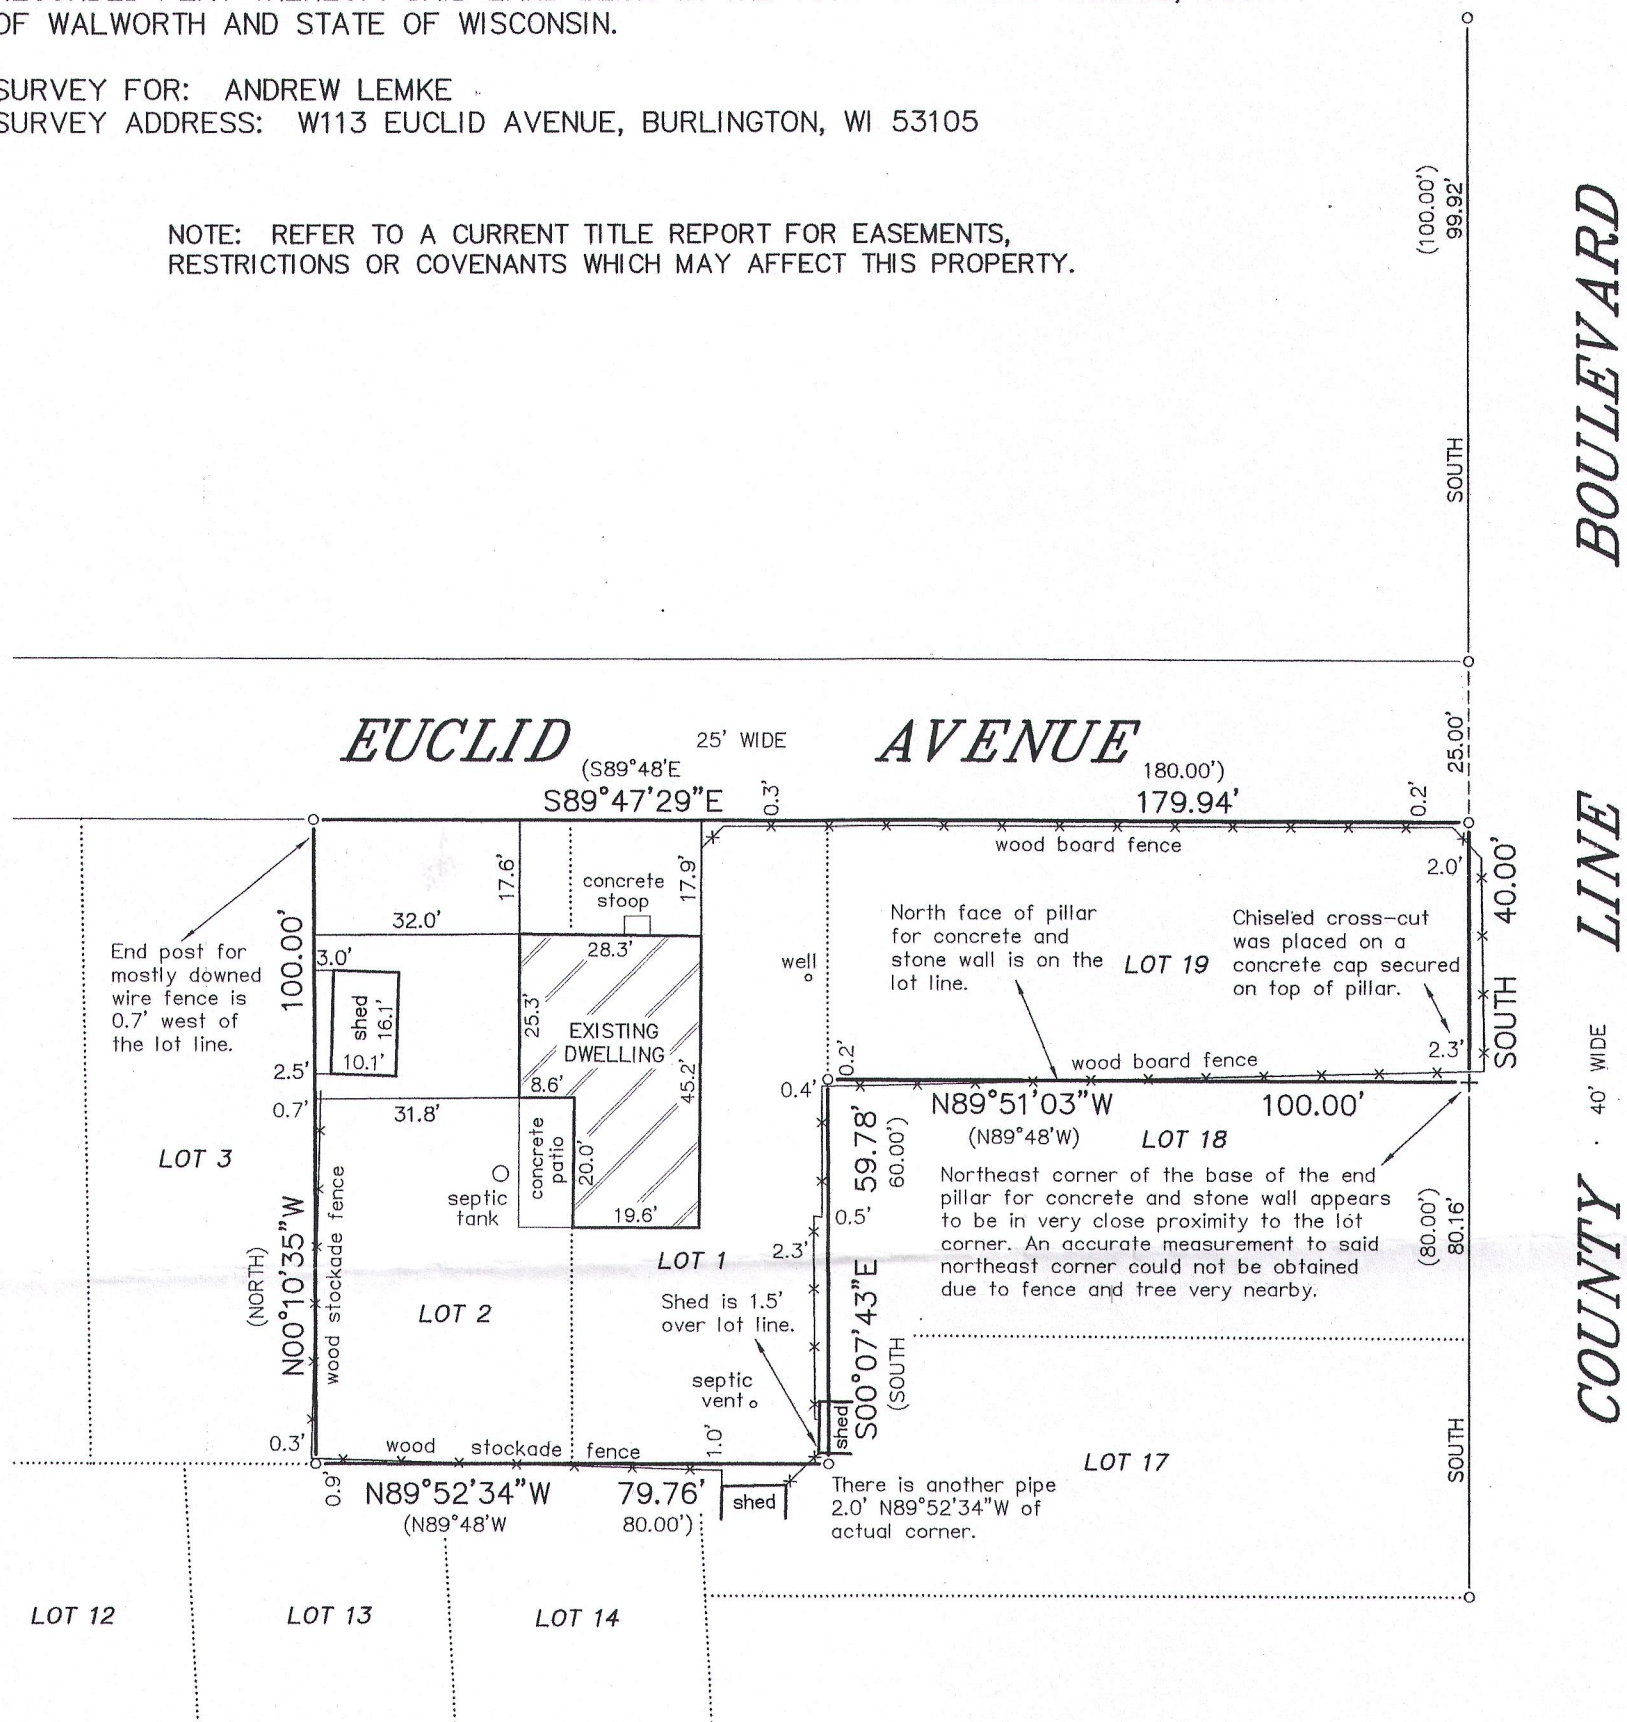 OF WALWORTH AND STATE OF WISCONSIN.
SURVEY FOR: ANDREW LEMKE
SURVEY ADDRESS: W113 EUCLID AVENUE, BURLINGTON, WI 53105
NOTE: REFER TO A CURRENT TITLE REPORT FOR EASEMENTS,
RESTRICTIONS OR COVENANTS WHICH MAY AFFECT THIS PROPERTY.
(100.00')
99.92'
SOUTH
BOULEVARD
EUCLID
25' WIDE
AVENUE
(S89°48'E
180.00')
S89°47'29"E
179.94'
0.3'
0.2'
25.00'
wood board fence
2.0'
SOUTH 40.00'
LINE
17.6'
concrete
stoop
17.9'
32.0'
28.3'
End post for
mostly downed
wire fence is
0.7' west of
the lot line.
100.00'
3.0'
shed
16.1'
10.1'
2.5'
25.3'
EXISTING
DWELLING
8.6'
45.2'
well
North face of pillar
for concrete and
stone wall is on the
lot line.
LOT 19
Chiseled cross-cut
was placed on a
concrete cap secured
on top of pillar.
2.3'
wood board fence
0.2'
0.4'
N89°51'03"W
100.00'
(N89°48'W)
LOT 18
40' WIDE
0.7'
31.8'
LOT 3
concrete
patio
20.0'
septic
tank
19.6'
59.78'
60.00')
0.5'
2.3'
Northeast corner of the base of the end
pillar for concrete and stone wall appears
to be in very close proximity to the lot
corner. An accurate measurement to said
northeast corner could not be obtained
due to fence and tree very nearby.
(80.00')
80.16'
COUNTY
(NORTH)
N00°10'35"W
wood stockade fence
LOT 1
LOT 2
Shed is 1.5'
over lot line.
S00°07'43"E
(SOUTH
septic
vent
shed
0.3'
wood stockade fence
1.0'
LOT 17
SOUTH
0.9'
N89°52'34"W
79.76'
(N89°48'W
80.00')
shed
There is another pipe
2.0' N89°52'34"W of
actual corner.
LOT 12
LOT 13
LOT 14